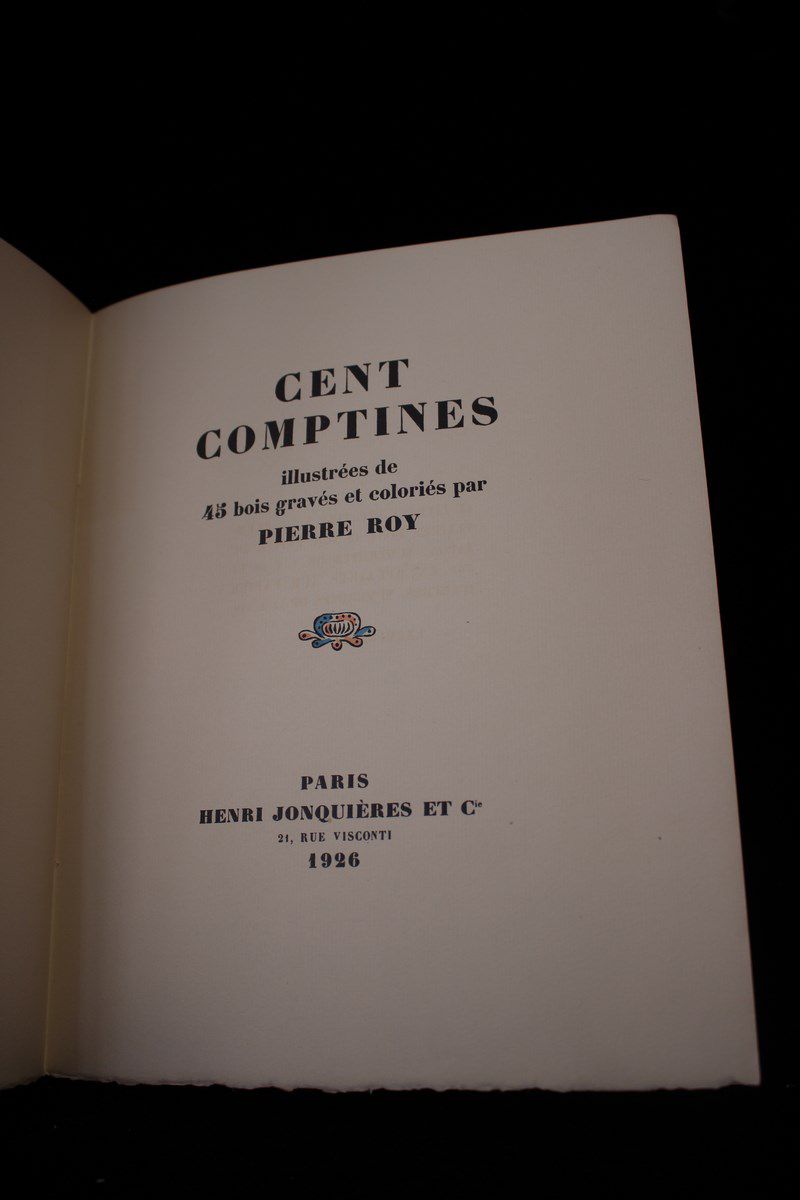 CENT
COMPTINES
illustrées de
45 bois gravés et coloriés par
PIERRE ROY
PARIS
HENRI JONQUIÈRES ET Cie
21, RUE VISCONTI
1926